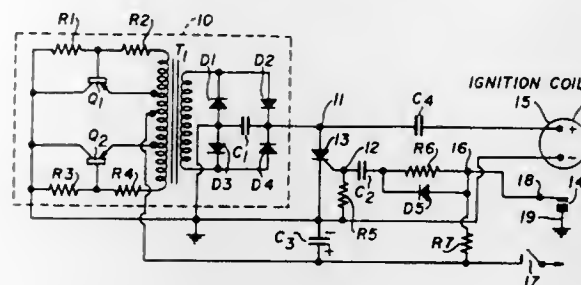 R1 R2 10
T1 D1 D2
IGNITION COIL
Q1
11 C4 15 +
13 12 R6 16
C1
Q2
D3 D4 C2 D5 18 14
R3 R4 R5 19
C3 - + R7
17